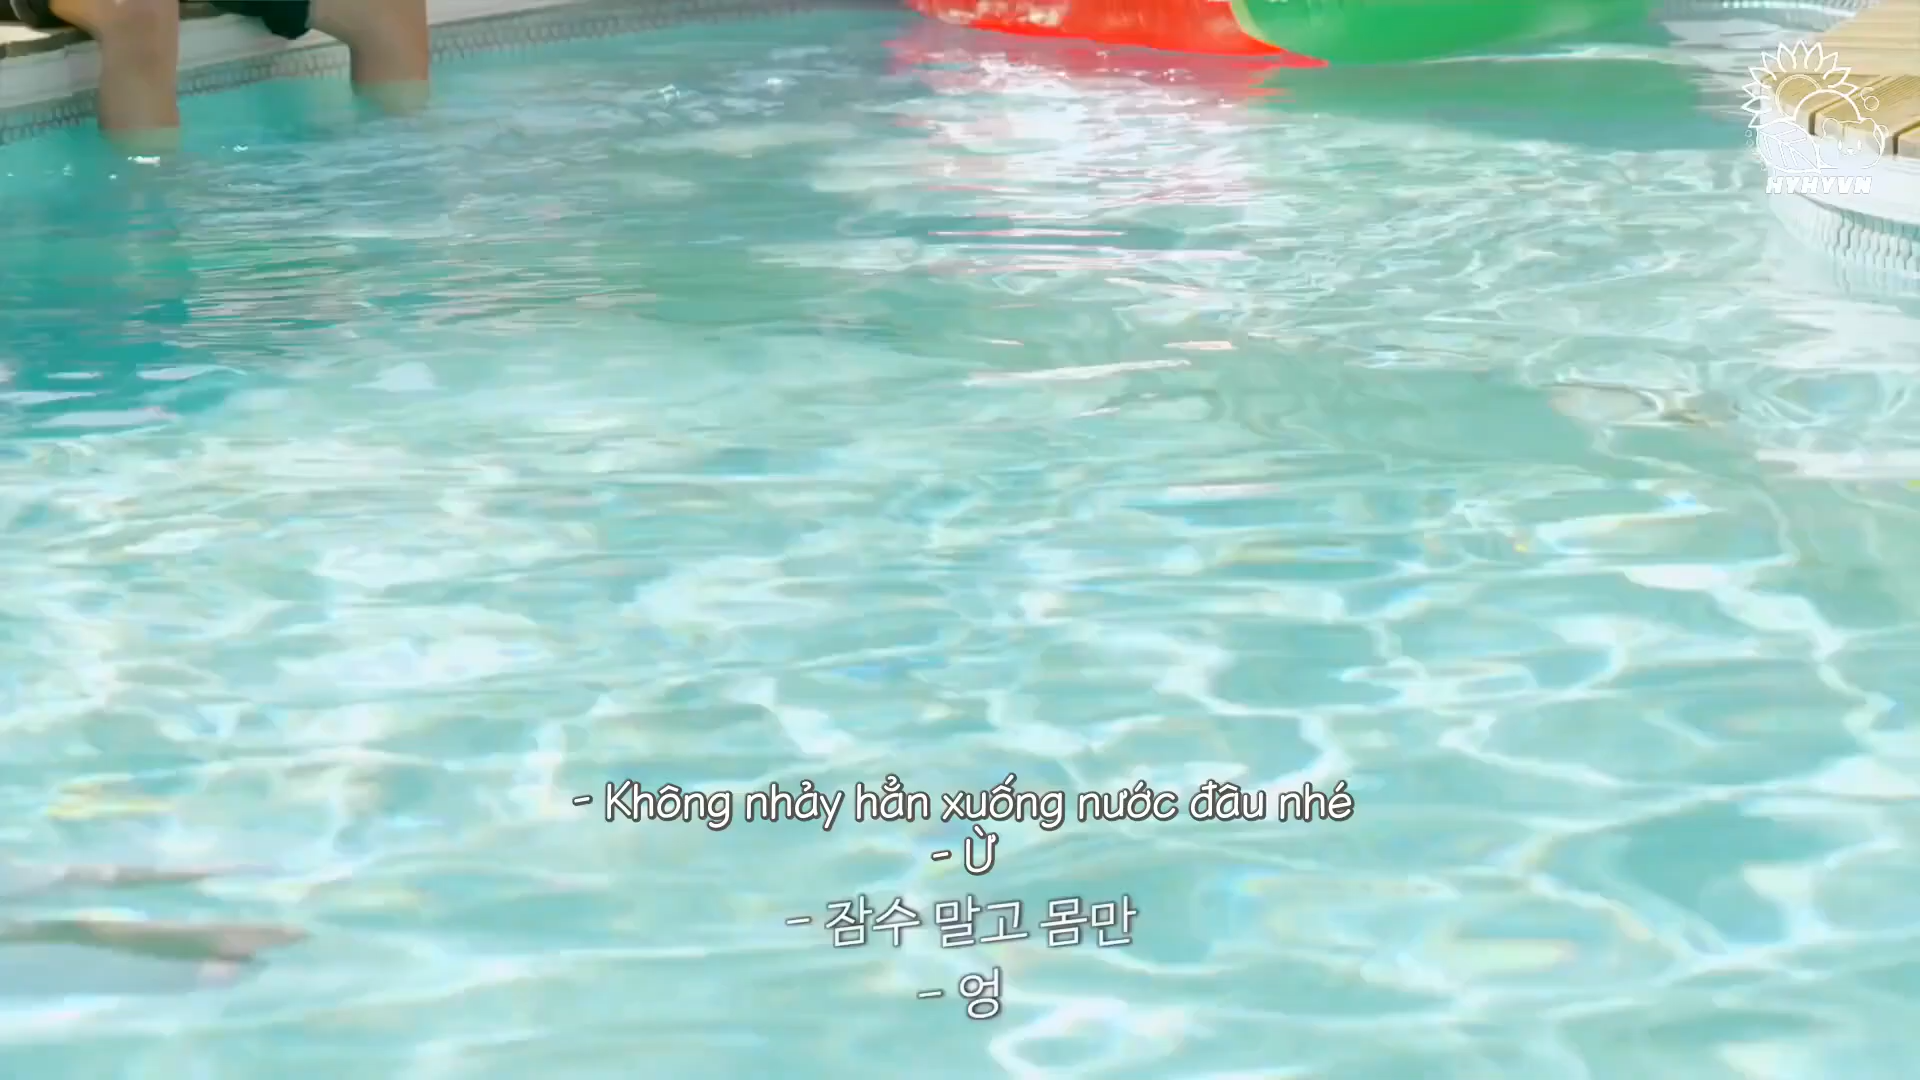 HYHYVN
- Không nhảy hẳn xuống nước đâu nhé
- Ừ
- 잠수 말고 몸만
- 엉